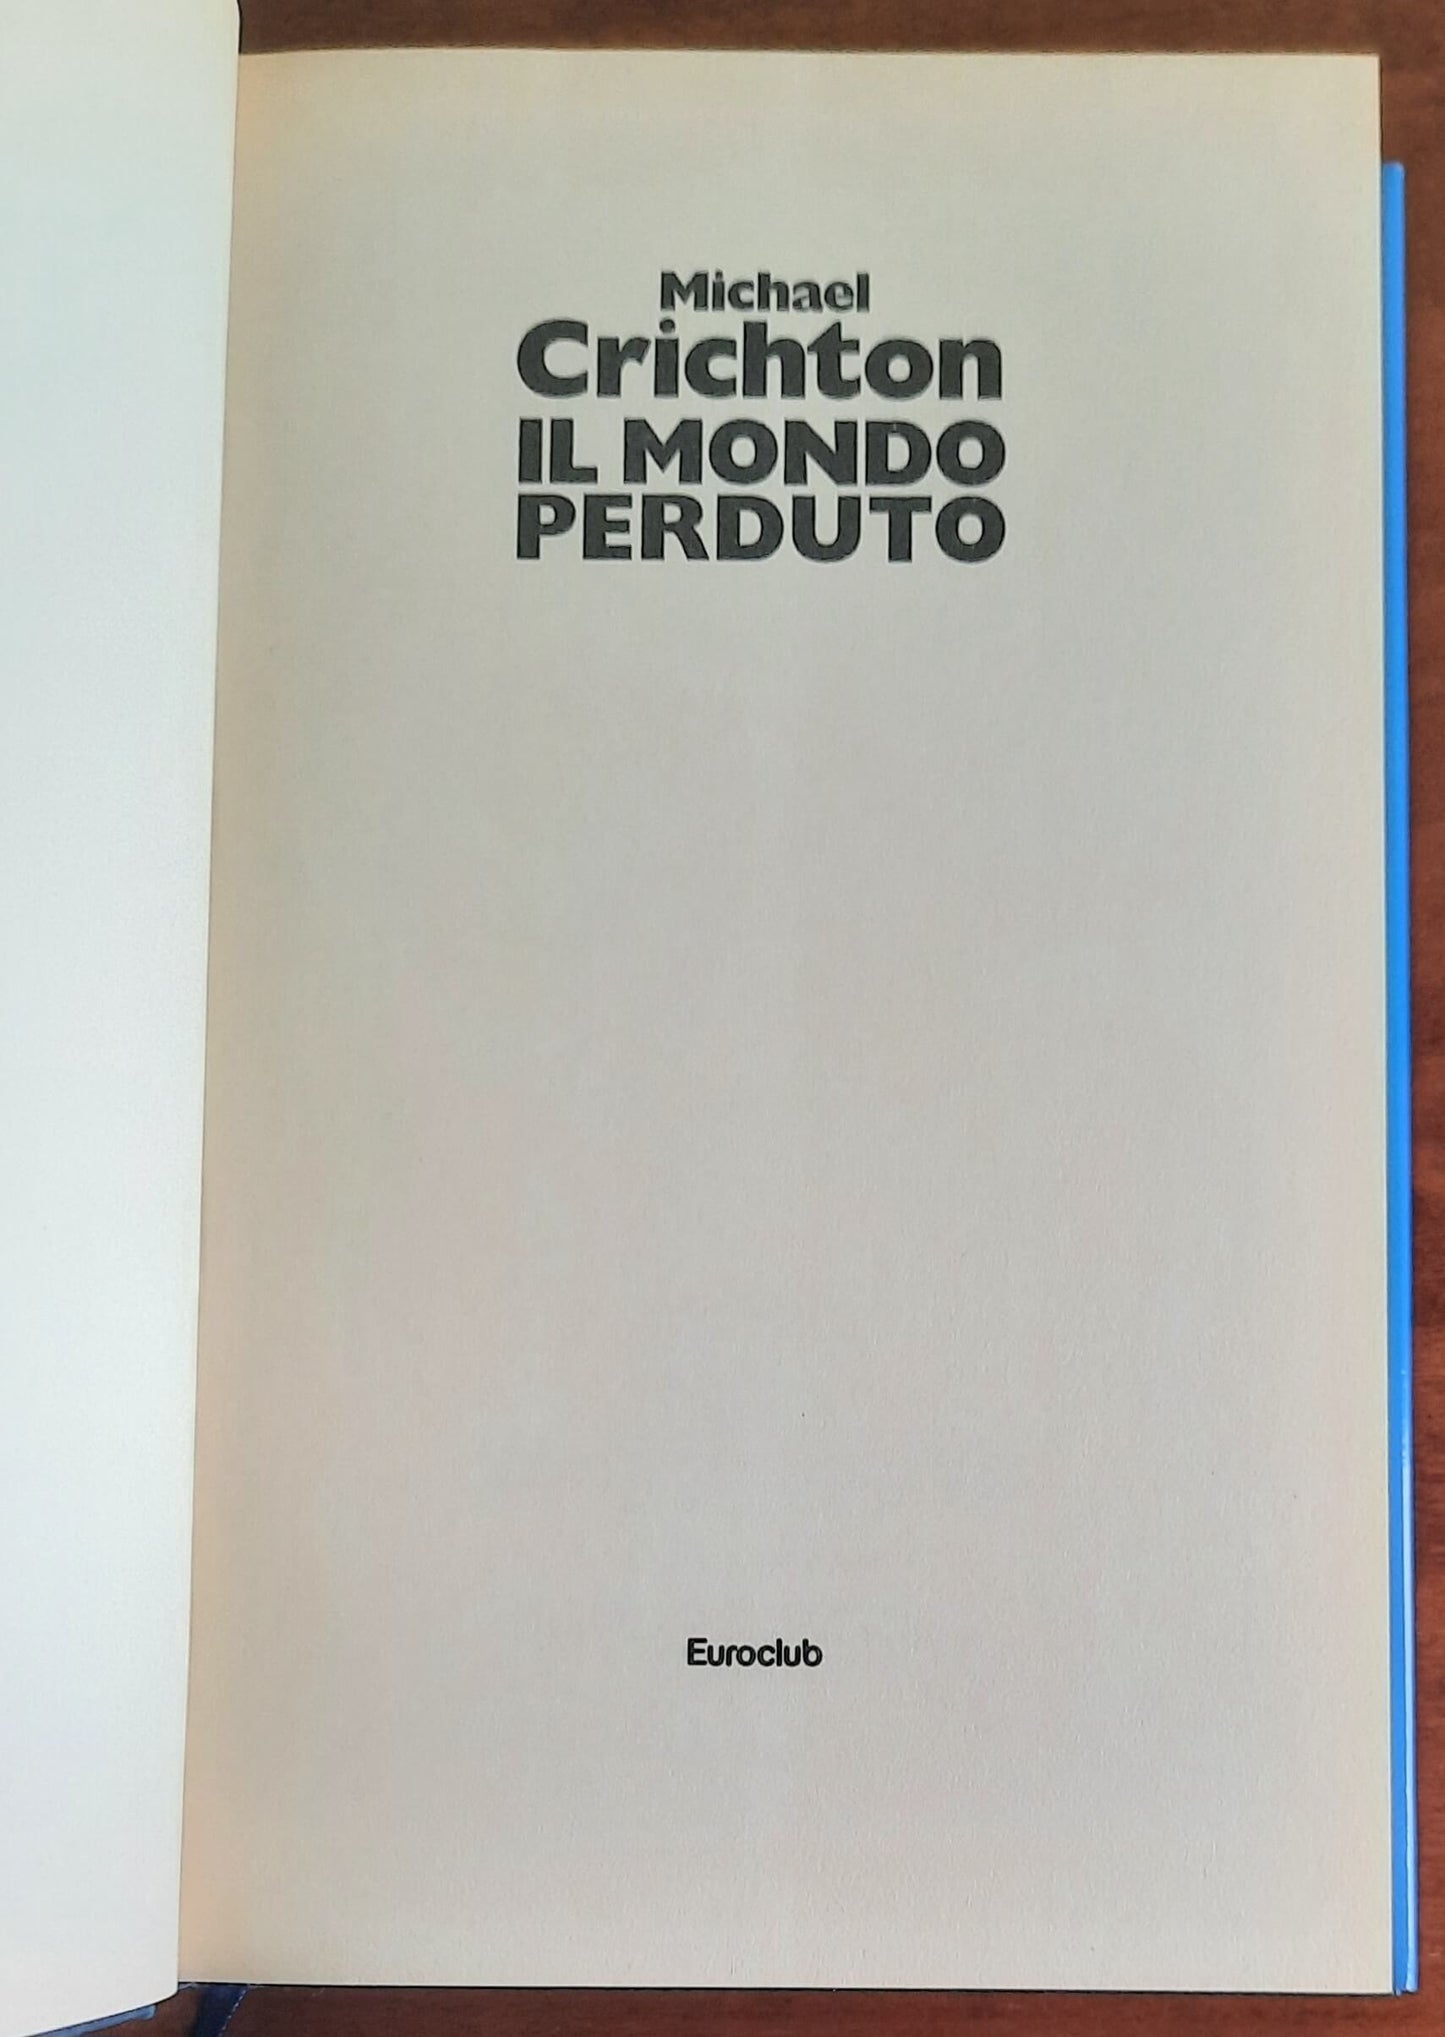 Michael
Crichton
IL MONDO
PERDUTO
Euroclub